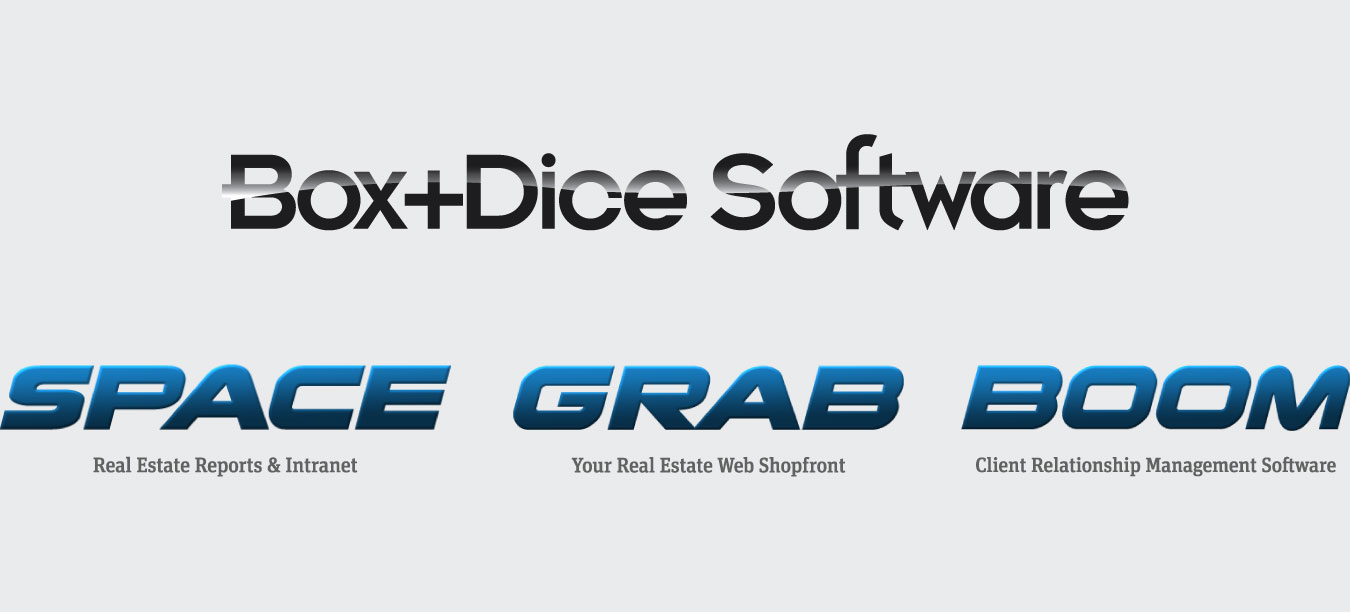 Box+Dice Software
SPACE
Real Estate Reports & Intranet
GRAB
Your Real Estate Web Shopfront
BOOM
Client Relationship Management Software